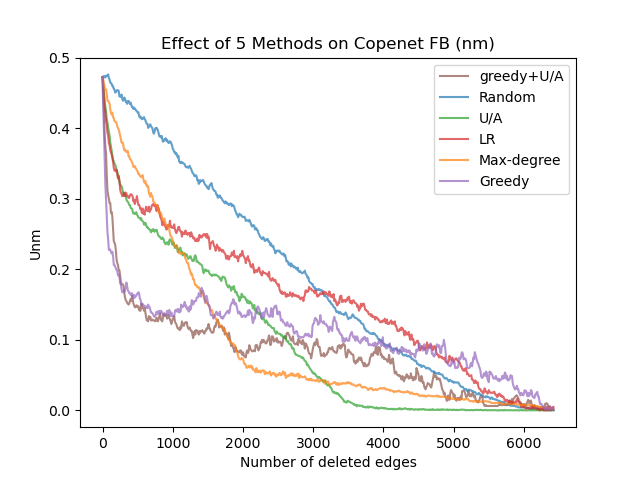 Effect of 5 Methods on Copenet FB (nm)
0.5
0.4
0.3
0.2
0.1
0.0
Unm
greedy+U/A
Random
U/A
LR
Max-degree
Greedy
0 1000 2000 3000 4000 5000 6000
Number of deleted edges